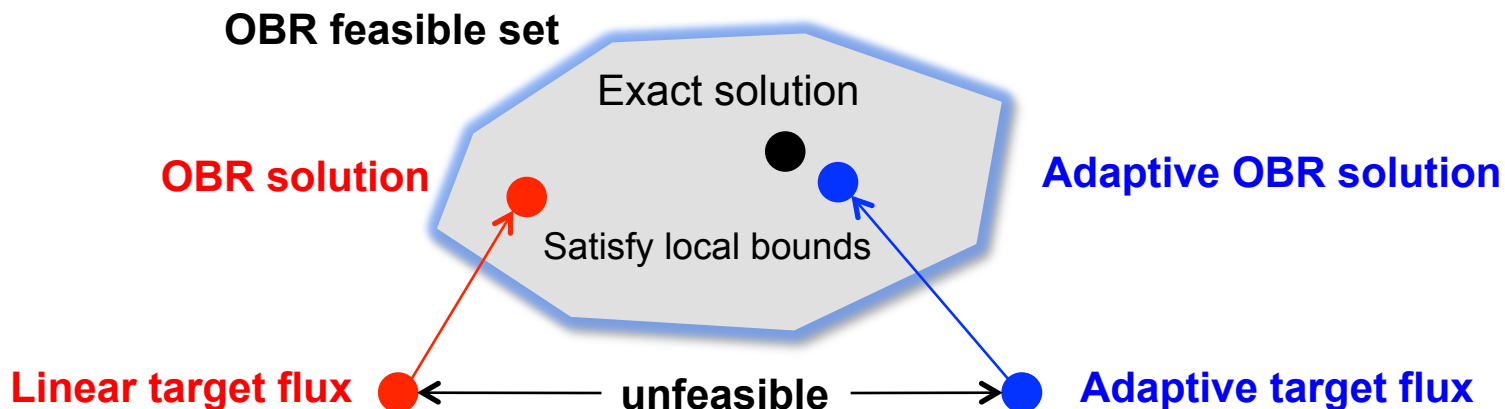 OBR feasible set
Exact solution
OBR solution
Adaptive OBR solution
Satisfy local bounds
Linear target flux
unfeasible
Adaptive target flux